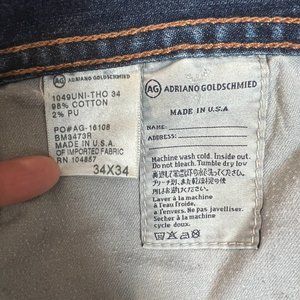 AG ADRIANO GOLDSCHMIED
1049UNI-THO 34
98% COTTON
2% PU
PO#AG-16108
BM3473R
MADE IN U.S.A
OF IMPORTED FABRIC
RN 104857
34X34
AG ADRIANO GOLDSCHMIED
MADE IN U.S.A
NAME:
ADDRESS:
Machine wash cold. Inside out.
Do not bleach. Tumble dry for
Laver à la machine
à l'eau froide,
à l'envers. Ne pas javelliser.
Sécher à la machine
cycle doux.